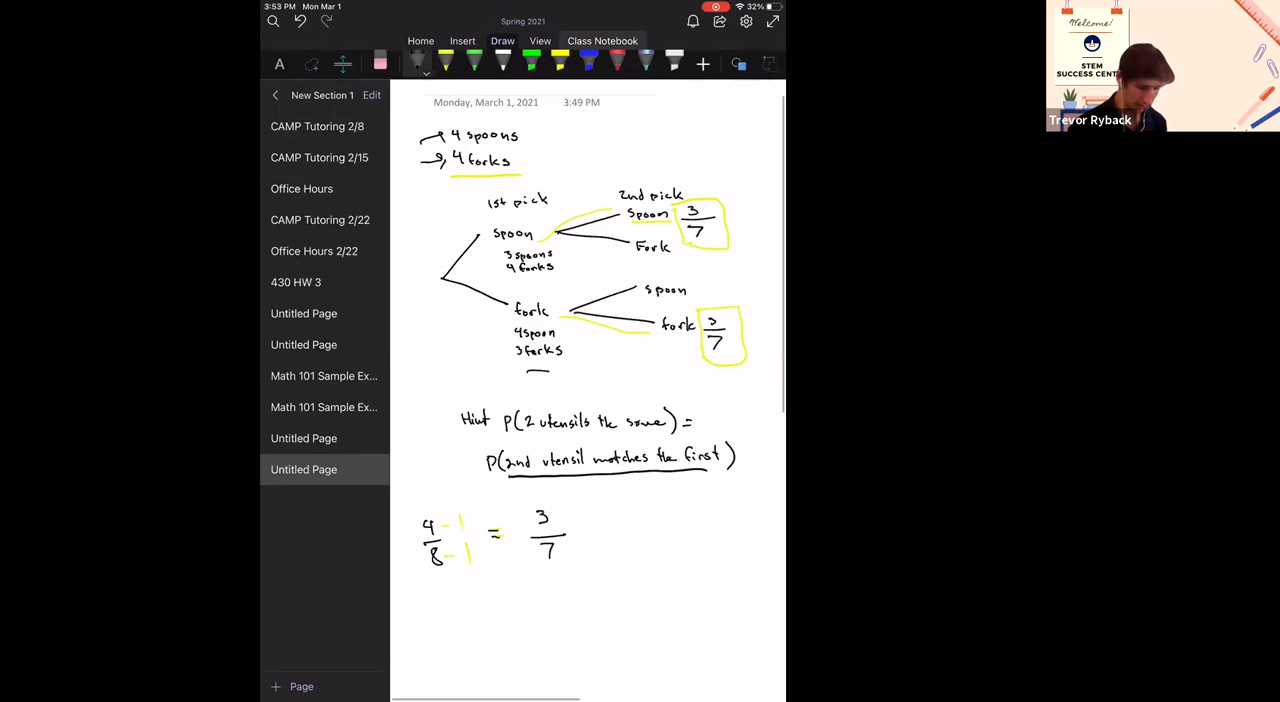 3:53 PM Mon Mar 1
32%
Spring 2021
Home Insert Draw View Class Notebook
New Section 1 Edit
CAMP Tutoring 2/8
CAMP Tutoring 2/15
Office Hours
CAMP Tutoring 2/22
Office Hours 2/22
430 HW 3
Untitled Page
Untitled Page
Math 101 Sample Ex...
Math 101 Sample Ex...
Untitled Page
Untitled Page
+ Page
Monday, March 1, 2021 3:49 PM
4 spoons
4 forks
1st pick
2nd pick
spoon
3 spoons
4 forks
spoon 3/7
Fork
fork
4 spoon
3 forks
spoon
fork 3/7
Hint P(2 utensils the same) =
P(2nd utensil matches the first)
4 - 1 / 8 - 1 = 3/7
Welcome!
STEM
SUCCESS CENT
Trevor Ryback